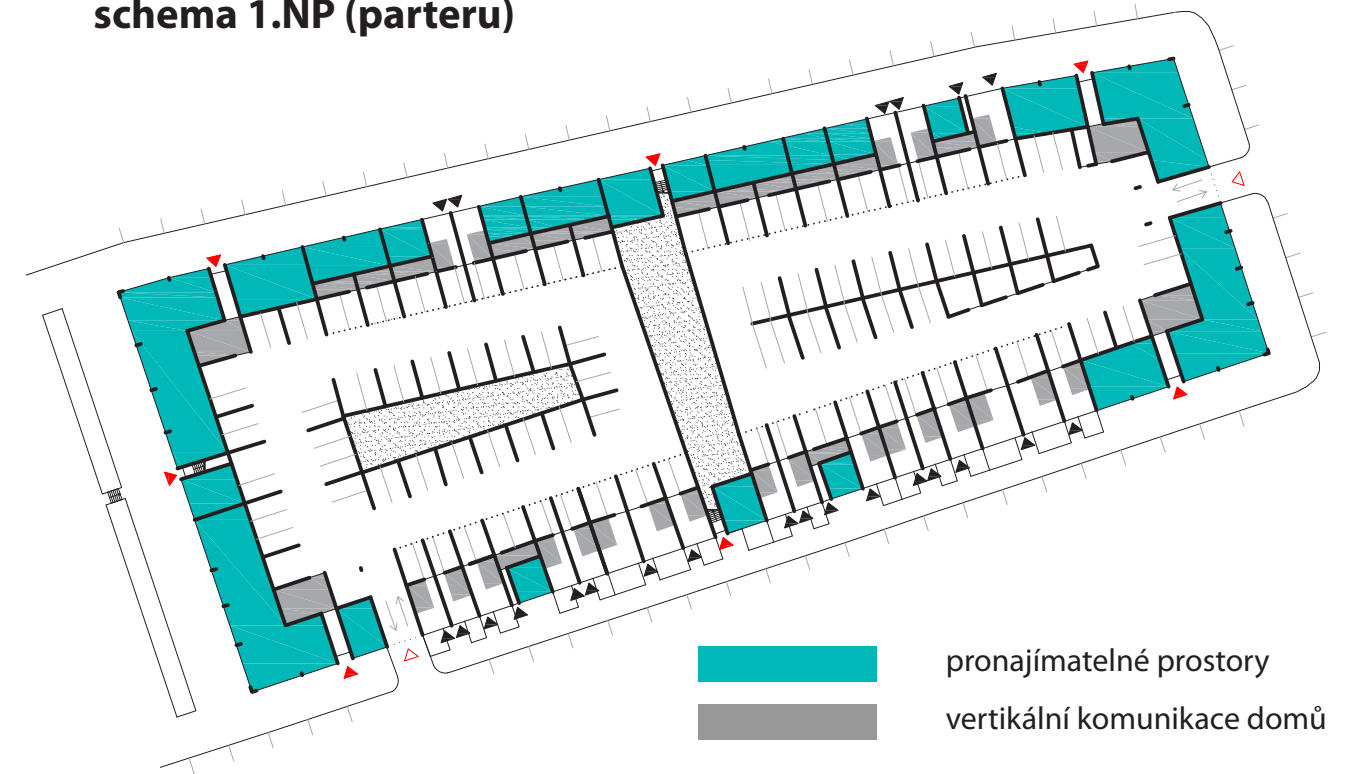 schema 1.NP (parteru)
pronajímatelné prostory
vertikální komunikace domů